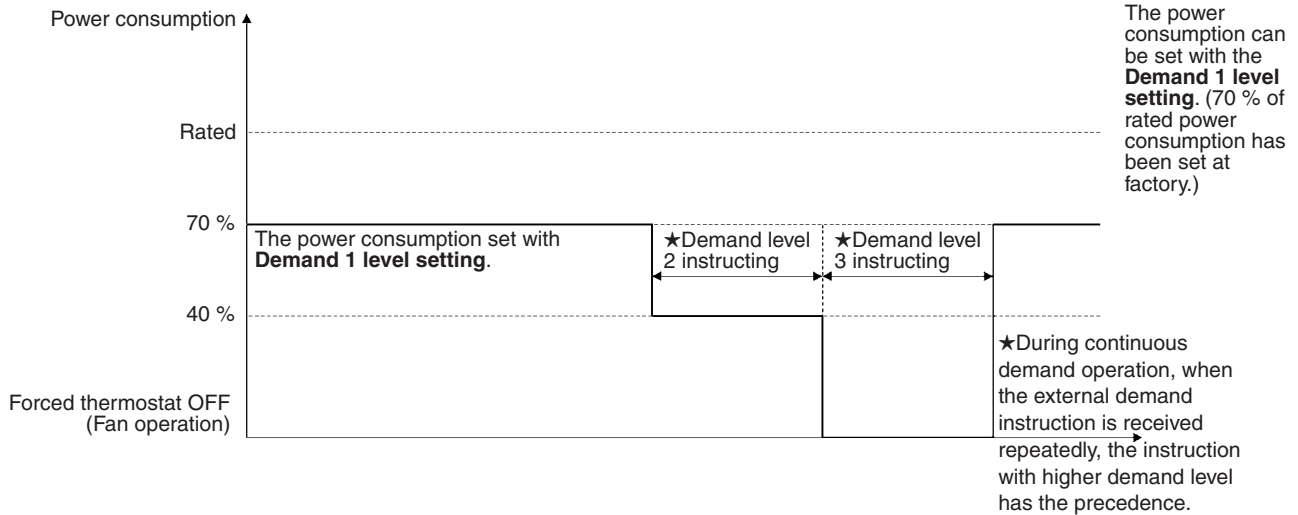 Power consumption
The power
consumption can
be set with the
Demand 1 level
setting. (70 % of
rated power
consumption has
been set at
factory.)
Rated
70 %
The power consumption set with
Demand 1 level setting.
★Demand level
2 instructing
★Demand level
3 instructing
40 %
★During continuous
demand operation, when
the external demand
instruction is received
repeatedly, the instruction
with higher demand level
has the precedence.
Forced thermostat OFF
(Fan operation)